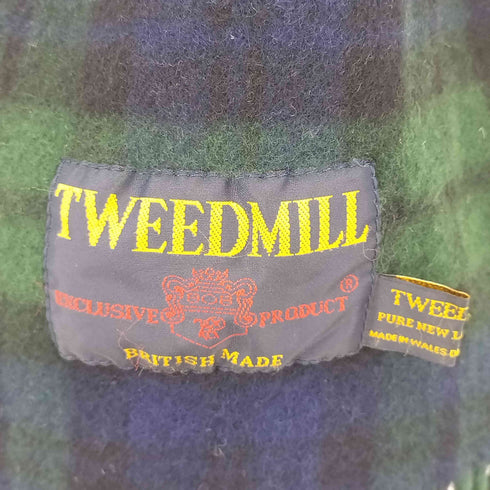 TWEEDMILL
EXCLUSIVE PRODUCT ®
BRITISH MADE
TWEED
PURE NEW
MADE IN WALES